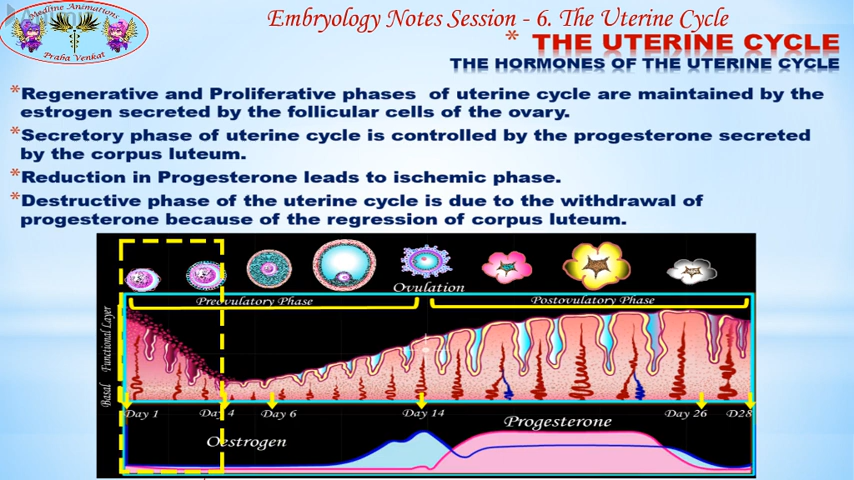 Medline Animations
Praba Venkat
Embryology Notes Session - 6. The Uterine Cycle
* THE UTERINE CYCLE
THE HORMONES OF THE UTERINE CYCLE
*Regenerative and Proliferative phases of uterine cycle are maintained by the
estrogen secreted by the follicular cells of the ovary.
*Secretory phase of uterine cycle is controlled by the progesterone secreted
by the corpus luteum.
*Reduction in Progesterone leads to ischemic phase.
*Destructive phase of the uterine cycle is due to the withdrawal of
progesterone because of the regression of corpus luteum.
Ovulation
Preovulatory Phase
Postovulatory Phase
Functional Layer
Basal
Day 1
Day 4
Day 6
Day 14
Day 26
D28
Oestrogen
Progesterone